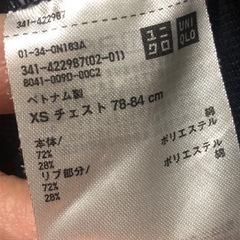 341-422987
01-34-0N183A
341-422987(02-01)
8041-009D-00C2
ユニクロ
UNIQLO
ベトナム製
XS チェスト 78-84 cm
本体/
72% 綿
28% ポリエステル
リブ部分/
72% 綿
28% ポリエステル